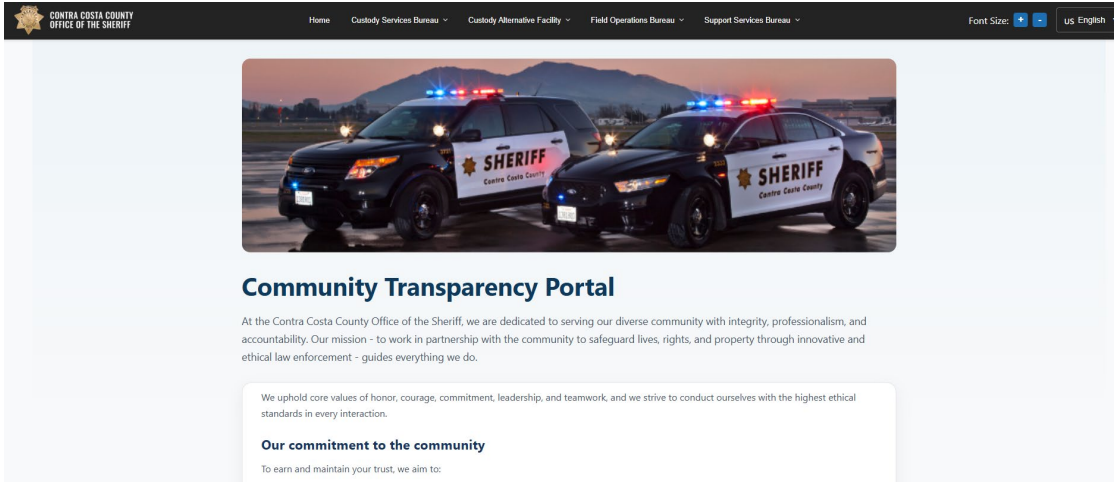 CONTRA COSTA COUNTY
OFFICE OF THE SHERIFF
Home Custody Services Bureau Custody Alternative Facility Field Operations Bureau Support Services Bureau
Font Size: + - US English
SHERIFF
Contra Costa County
SHERIFF
Contra Costa County
Community Transparency Portal
At the Contra Costa County Office of the Sheriff, we are dedicated to serving our diverse community with integrity, professionalism, and
accountability. Our mission - to work in partnership with the community to safeguard lives, rights, and property through innovative and
ethical law enforcement - guides everything we do.
We uphold core values of honor, courage, commitment, leadership, and teamwork, and we strive to conduct ourselves with the highest ethical
standards in every interaction.
Our commitment to the community
To earn and maintain your trust, we aim to: